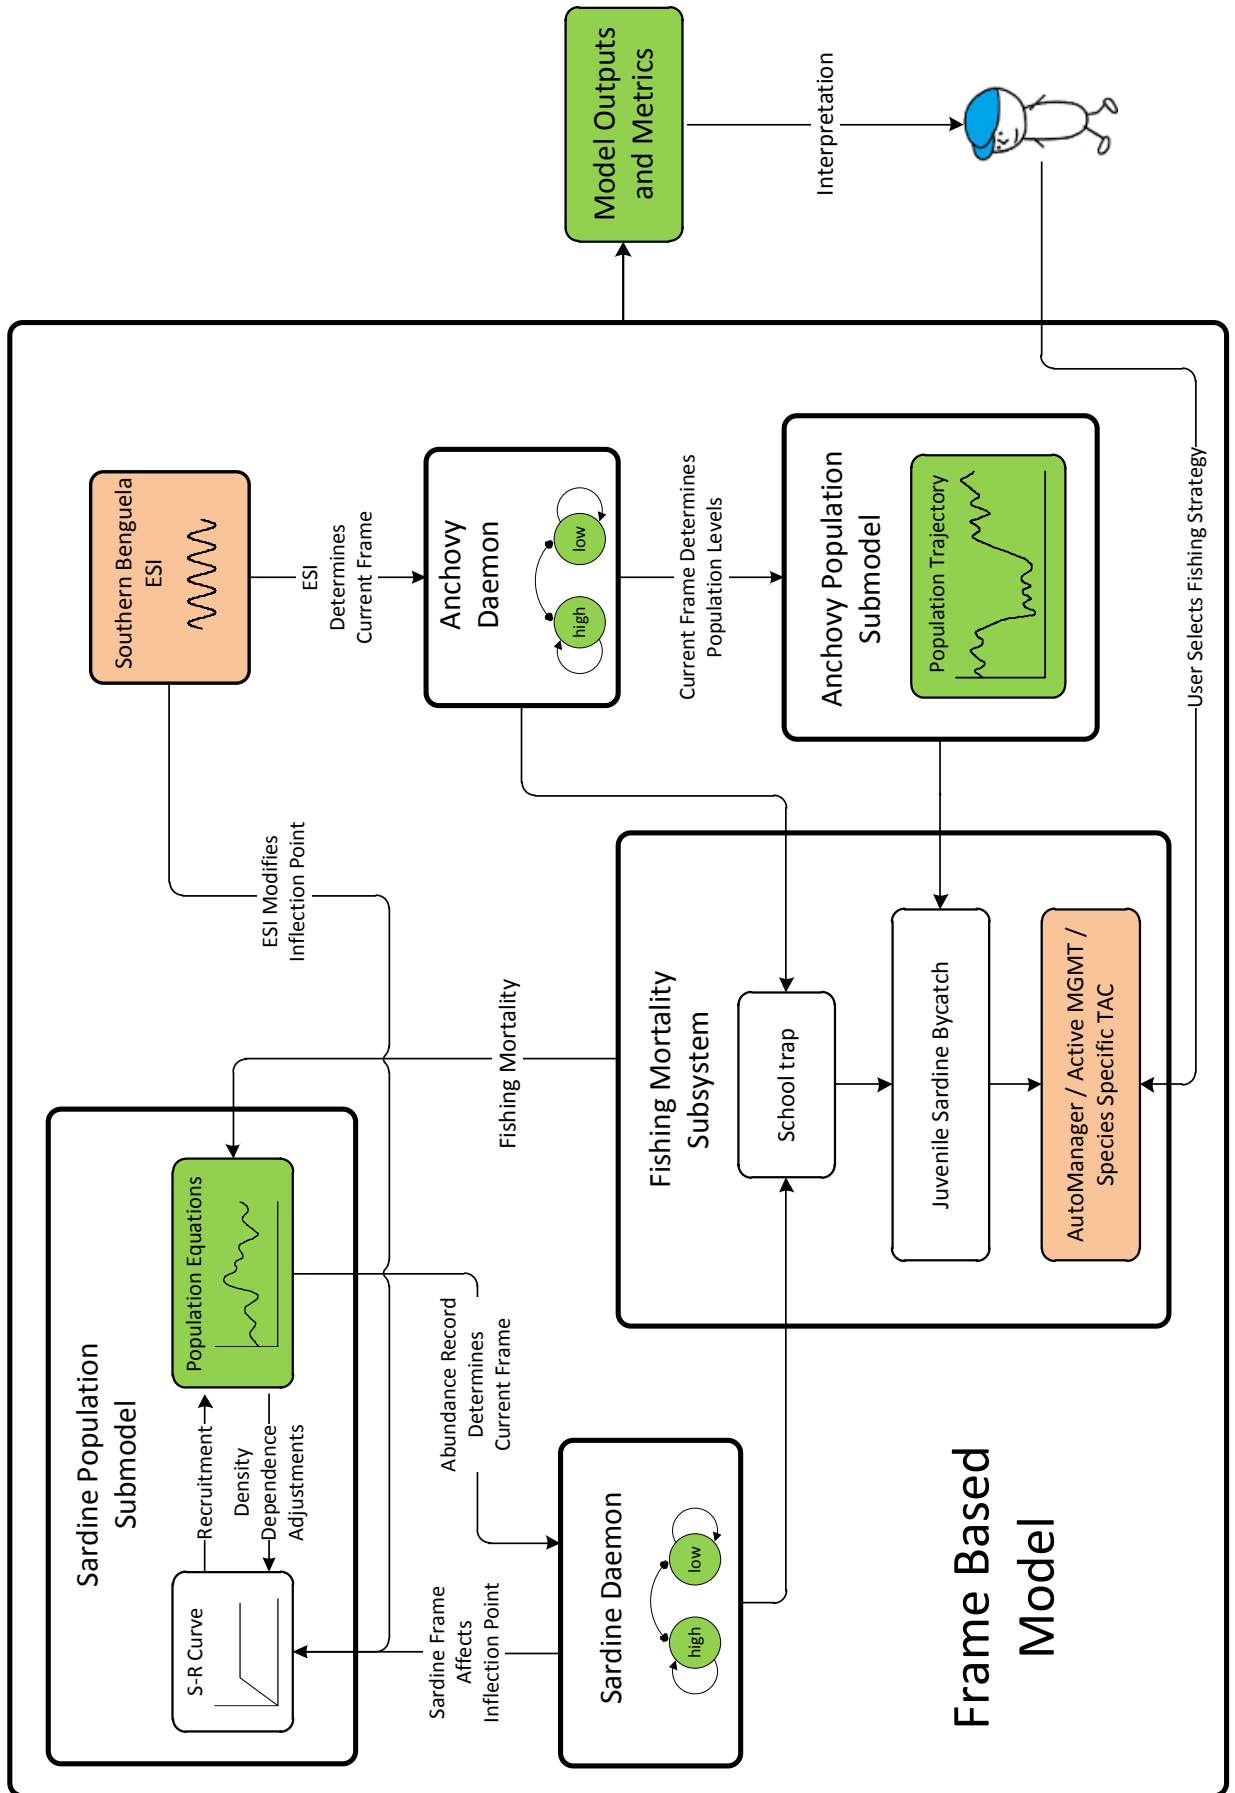 Sardine Population
Submodel
S-R Curve
Recruitment
Density
Dependence
Adjustments
Population Equations
ESI Modifies
Inflection Point
Southern Benguela
ESI
Sardine Frame
Affects
Inflection Point
Abundance Record
Determines
Current Frame
Fishing Mortality
ESI
Determines
Current Frame
Sardine Daemon
high
low
Fishing Mortality
Subsystem
School trap
Juvenile Sardine Bycatch
AutoManager / Active MGMT /
Species Specific TAC
Anchovy
Daemon
high
low
Current Frame Determines
Population Levels
Anchovy Population
Submodel
Population Trajectory
User Selects Fishing Strategy
Frame Based
Model
Model Outputs
and Metrics
Interpretation